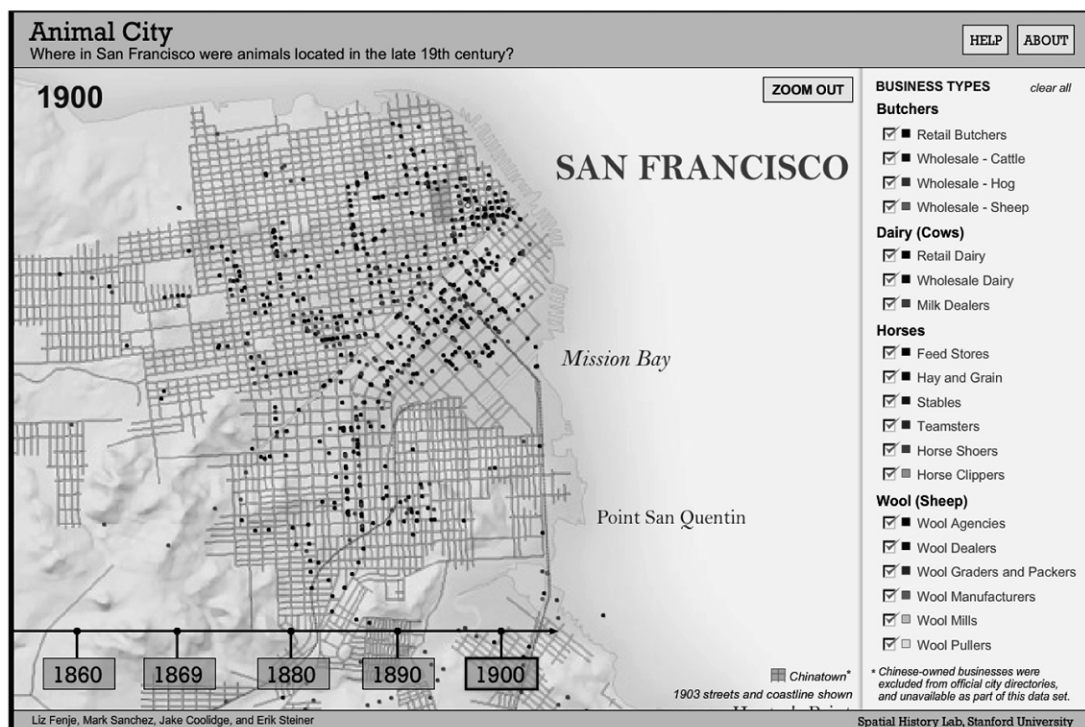 Animal City
Where in San Francisco were animals located in the late 19th century?
HELP
ABOUT
1900
ZOOM OUT
SAN FRANCISCO
Mission Bay
Point San Quentin
BUSINESS TYPES
clear all
Butchers
Retail Butchers
Wholesale - Cattle
Wholesale - Hog
Wholesale - Sheep
Dairy (Cows)
Retail Dairy
Wholesale Dairy
Milk Dealers
Horses
Feed Stores
Hay and Grain
Stables
Teamsters
Horse Shoers
Horse Clippers
Wool (Sheep)
Wool Agencies
Wool Dealers
Wool Graders and Packers
Wool Manufacturers
Wool Mills
Wool Pullers
* Chinese-owned businesses were
excluded from official city directories,
and unavailable as part of this data set.
1860
1869
1880
1890
1900
Chinatown*
1903 streets and coastline shown
Liz Fenje, Mark Sanchez, Jake Coolidge, and Erik Steiner
Spatial History Lab, Stanford University